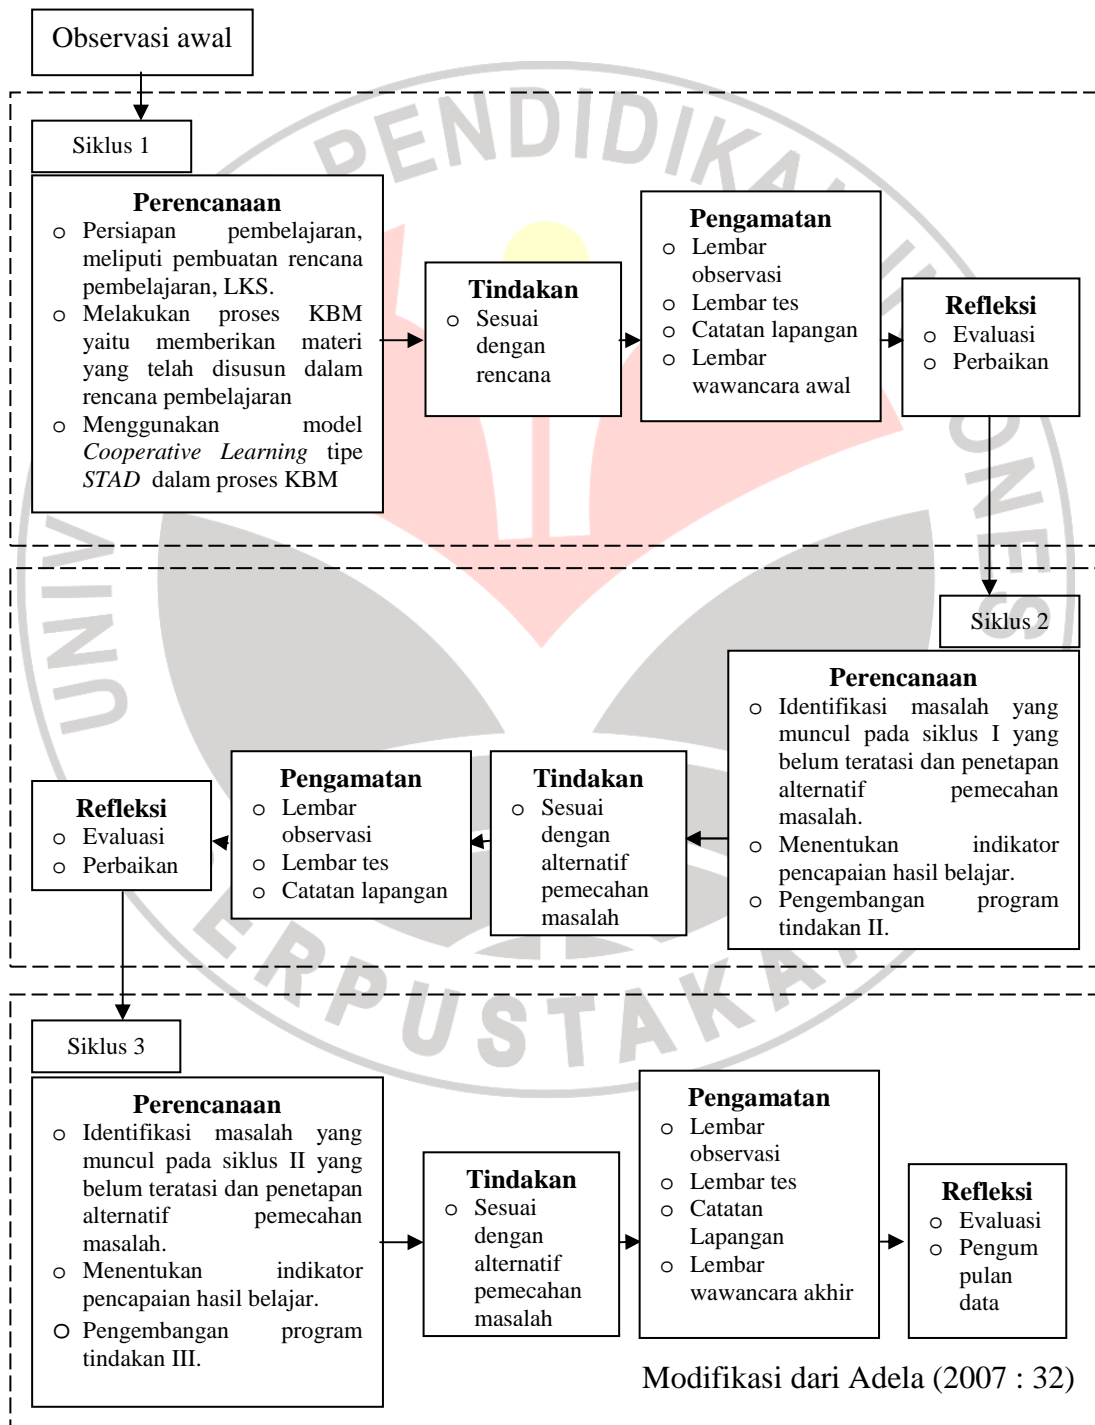 Observasi awal
Siklus 1
Perencanaan
o Persiapan pembelajaran,
meliputi pembuatan rencana
pembelajaran, LKS.
o Melakukan proses KBM
yaitu memberikan materi
yang telah disusun dalam
rencana pembelajaran
o Menggunakan model
Cooperative Learning tipe
STAD dalam proses KBM
Tindakan
o Sesuai
dengan
rencana
Pengamatan
o Lembar
observasi
o Lembar tes
o Catatan lapangan
o Lembar
wawancara awal
Refleksi
o Evaluasi
o Perbaikan
Siklus 2
Perencanaan
o Identifikasi masalah yang
muncul pada siklus I yang
belum teratasi dan penetapan
alternatif pemecahan
masalah.
o Menentukan indikator
pencapaian hasil belajar.
o Pengembangan program
tindakan II.
Tindakan
o Sesuai
dengan
alternatif
pemecahan
masalah
Pengamatan
o Lembar
observasi
o Lembar tes
o Catatan lapangan
Refleksi
o Evaluasi
o Perbaikan
Siklus 3
Perencanaan
o Identifikasi masalah yang
muncul pada siklus II yang
belum teratasi dan penetapan
alternatif pemecahan
masalah.
o Menentukan indikator
pencapaian hasil belajar.
o Pengembangan program
tindakan III.
Tindakan
o Sesuai
dengan
alternatif
pemecahan
masalah
Pengamatan
o Lembar
observasi
o Lembar tes
o Catatan
Lapangan
o Lembar
wawancara akhir
Refleksi
o Evaluasi
o Pengum
pulan
data
Modifikasi dari Adela (2007 : 32)
PENDIDIKAN